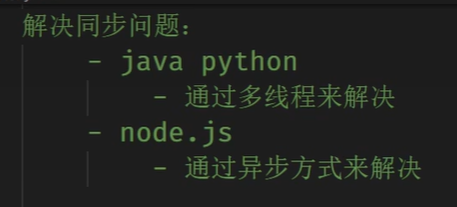 解决同步问题：
- java python
- 通过多线程来解决
- node.js
- 通过异步方式来解决